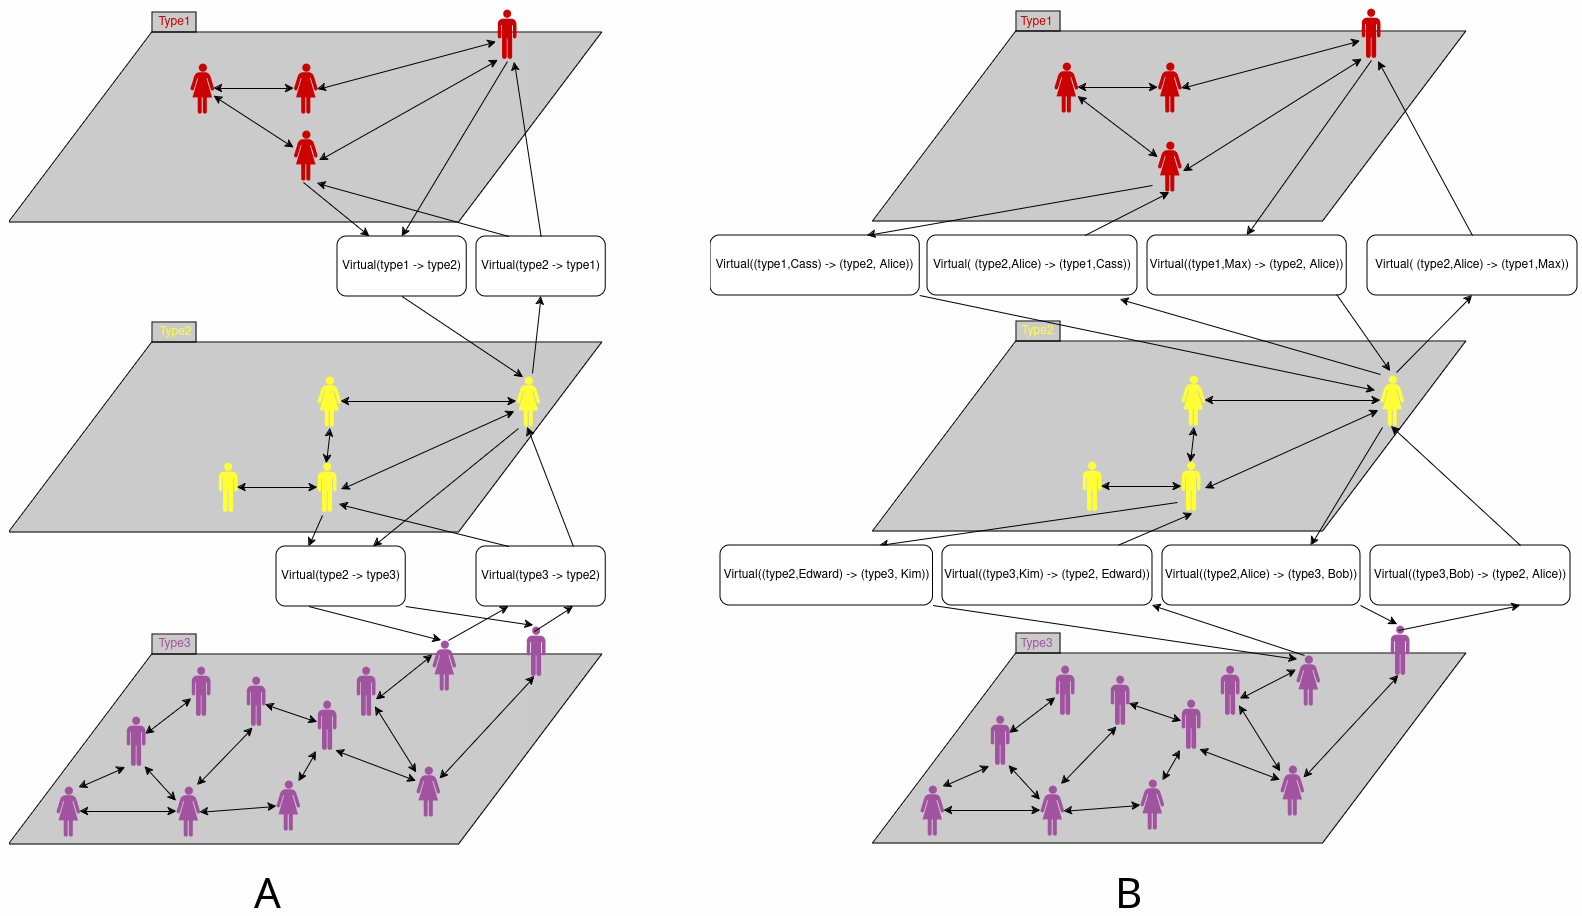 Type1
Type1
Virtual(type1 -> type2)
Virtual(type2 -> type1)
Virtual((type1,Cass) -> (type2, Alice))
Virtual( (type2,Alice) -> (type1,Cass))
Virtual((type1,Max) -> (type2, Alice))
Virtual( (type2,Alice) -> (type1,Max))
Type2
Type2
Virtual(type2 -> type3)
Virtual(type3 -> type2)
Virtual((type2,Edward) -> (type3, Kim))
Virtual((type3,Kim) -> (type2, Edward))
Virtual((type2,Alice) -> (type3, Bob))
Virtual((type3,Bob) -> (type2, Alice))
Type3
Type3
A
B